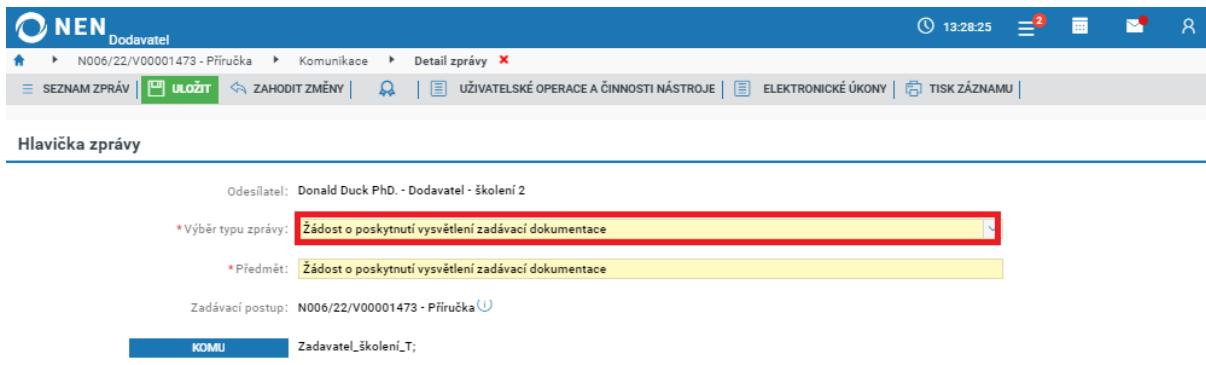 NEN Dodavatel 13:28:25 2
N006/22/V00001473 - Příručka Komunikace Detail zprávy
SEZNAM ZPRÁV ULOŽIT ZAHODIT ZMĚNY UŽIVATELSKÉ OPERACE A ČINNOSTI NÁSTROJE ELEKTRONICKÉ ÚKONY TISK ZÁZNAMU
Hlavička zprávy
Odesílatel: Donald Duck PhD. - Dodavatel - školení 2
*Výběr typu zprávy: Žádost o poskytnutí vysvětlení zadávací dokumentace
*Předmět: Žádost o poskytnutí vysvětlení zadávací dokumentace
Zadávací postup: N006/22/V00001473 - Příručka
KOMU Zadavatel_školení_T;